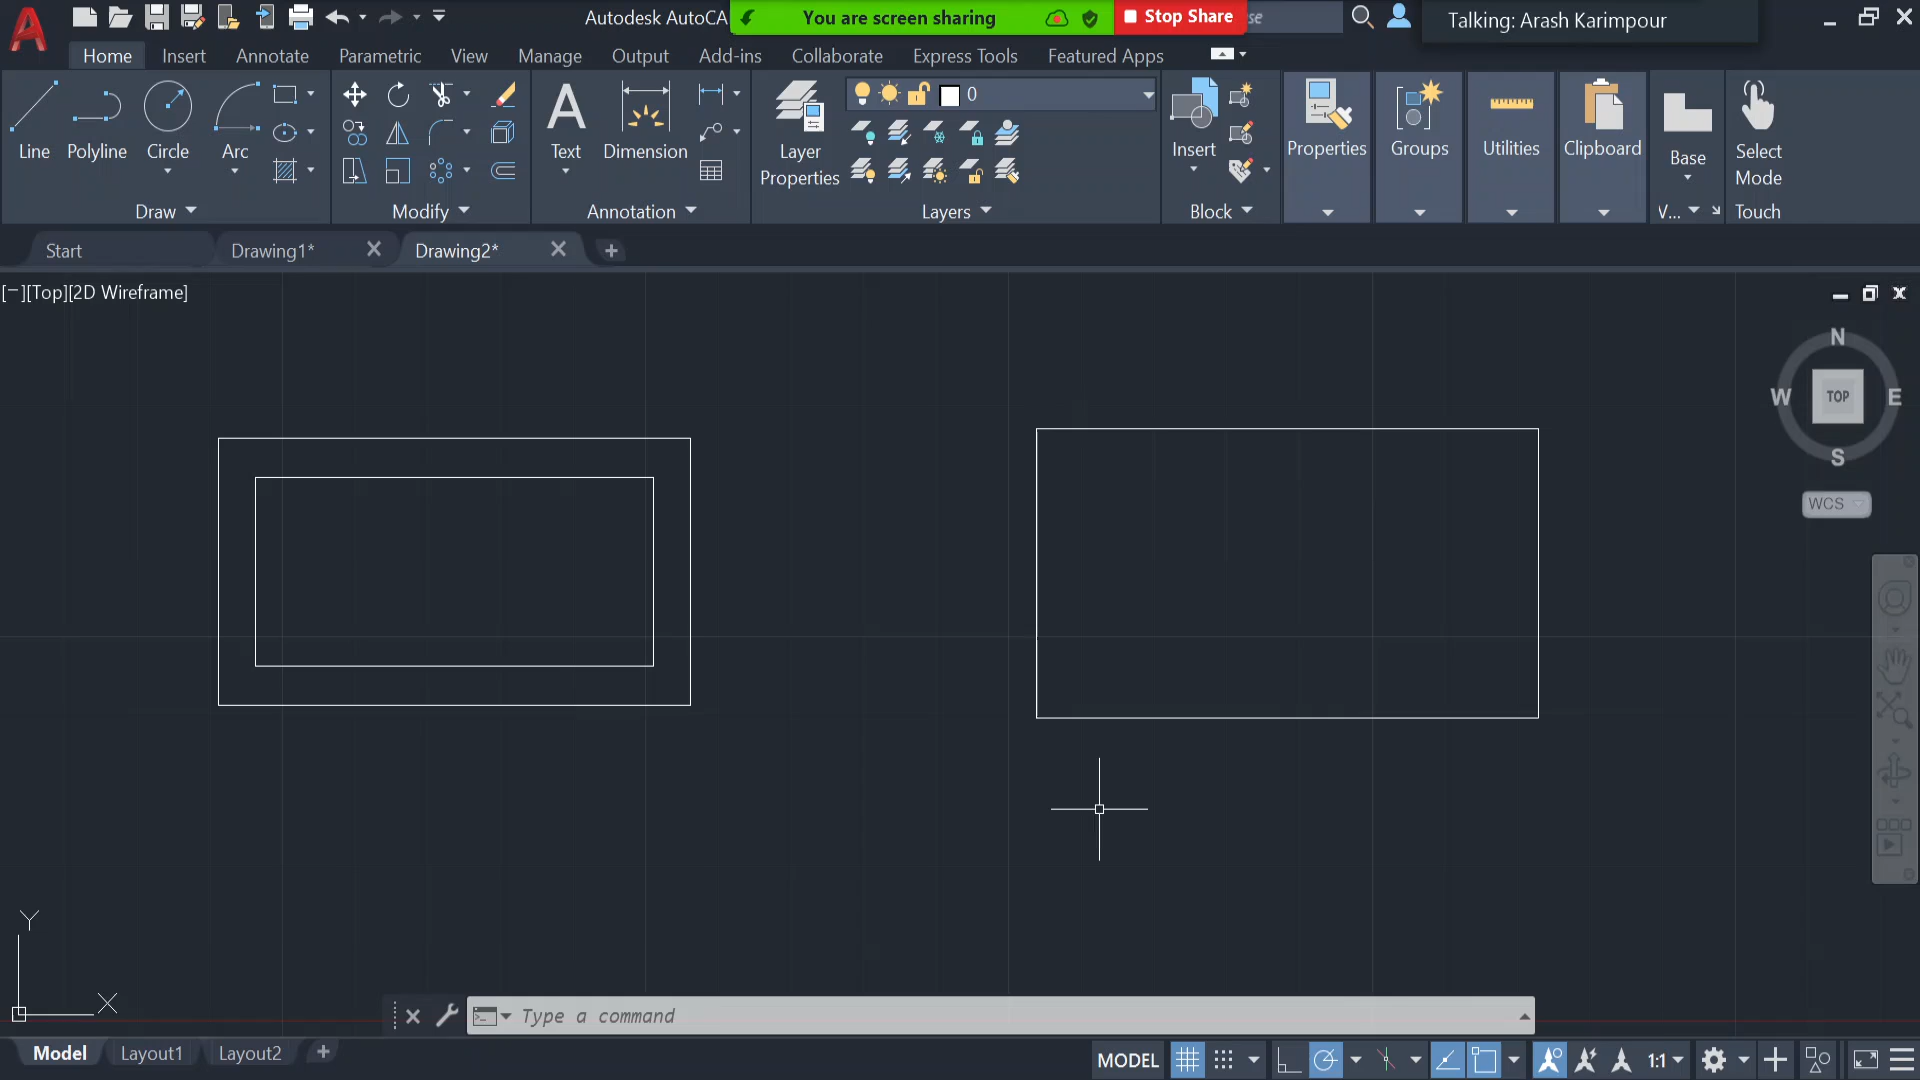 Autodesk AutoCA
You are screen sharing
Stop Share
se
Talking: Arash Karimpour
Home Insert Annotate Parametric View Manage Output Add-ins Collaborate Express Tools Featured Apps
Line Polyline Circle Arc
Draw
Modify
A
Text Dimension
Annotation
Layer
Properties
0
Layers
Insert
Block
Properties
Groups
Utilities
Clipboard
Base
V...
Select
Mode
Touch
Start Drawing1* Drawing2*
[−][Top][2D Wireframe]
N
W TOP E
S
WCS
Y
X
Type a command
Model Layout1 Layout2
MODEL 1:1